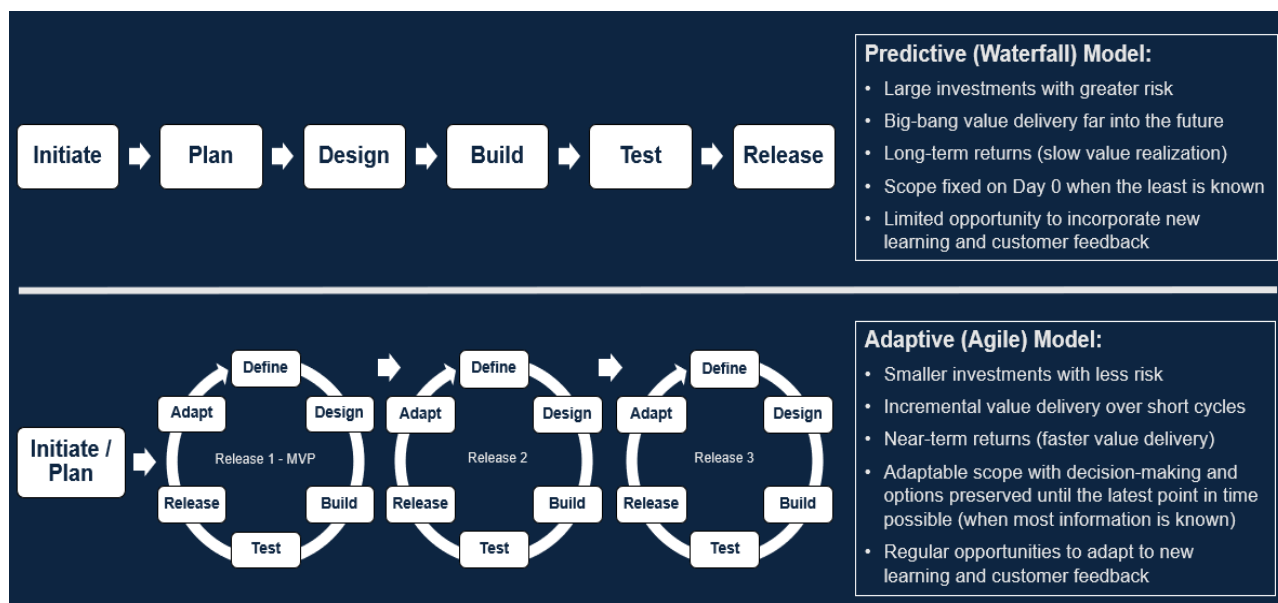 Initiate
Plan
Design
Build
Test
Release
Predictive (Waterfall) Model:
• Large investments with greater risk
• Big-bang value delivery far into the future
• Long-term returns (slow value realization)
• Scope fixed on Day 0 when the least is known
• Limited opportunity to incorporate new
learning and customer feedback
Initiate /
Plan
Define
Design
Build
Test
Release
Adapt
Release 1 - MVP
Define
Design
Build
Test
Release
Adapt
Release 2
Define
Design
Build
Test
Release
Adapt
Release 3
Adaptive (Agile) Model:
• Smaller investments with less risk
• Incremental value delivery over short cycles
• Near-term returns (faster value delivery)
• Adaptable scope with decision-making and
options preserved until the latest point in time
possible (when most information is known)
• Regular opportunities to adapt to new
learning and customer feedback